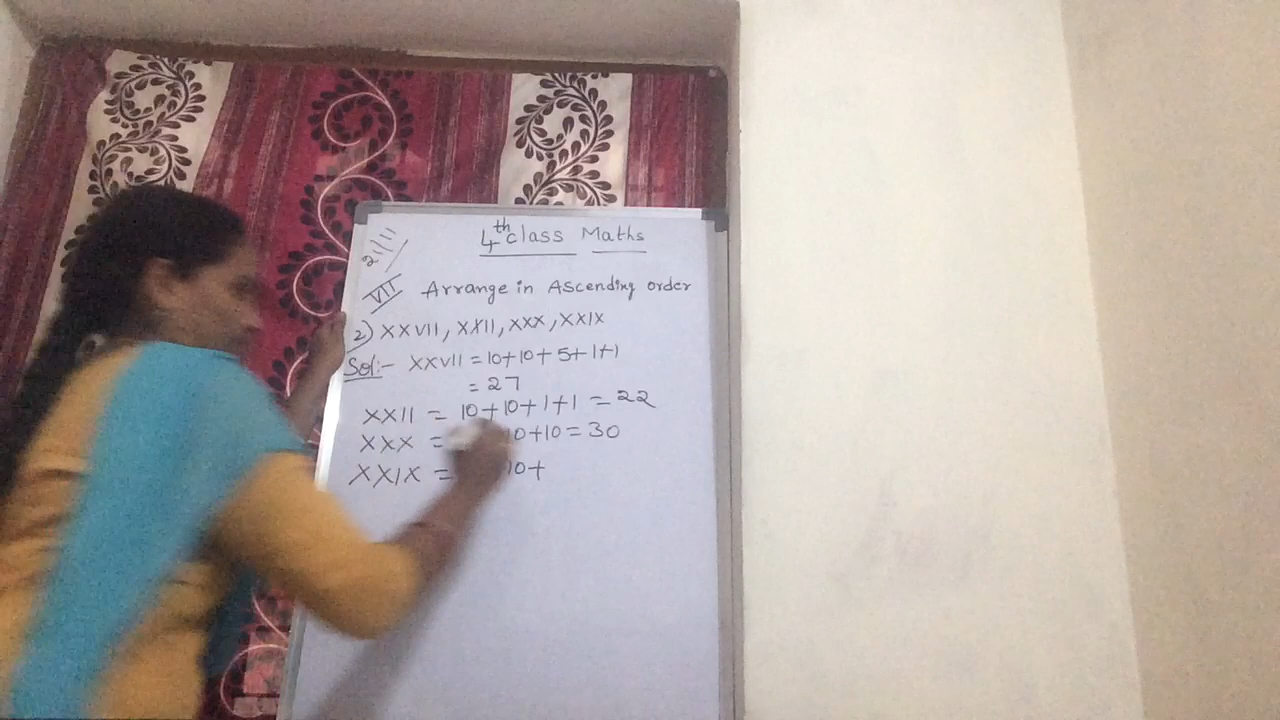 4th class Maths
21/11
VII Arrange in Ascending order
2) XXVII, XXII, XXX, XXIX
Sol:- XXVII = 10+10+5+1+1
= 27
XXII = 10+10+1+1 = 22
XXX = 10+10 = 30
XXIX = 10+